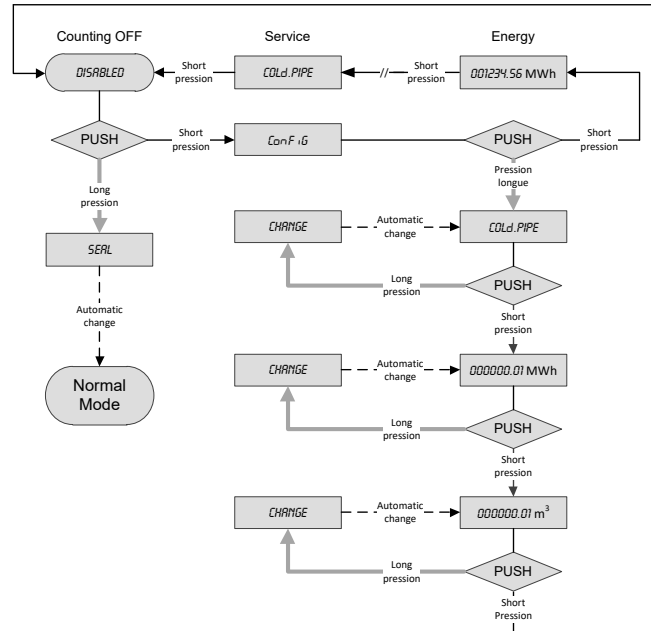 Counting OFF
Service
Energy
DISABLED
Short
pression
COLd.PIPE
//
Short
pression
001234.56 MWh
PUSH
Short
pression
ConFiG
PUSH
Short
pression
Long
pression
Pression
longue
SEAL
CHANGE
Automatic
change
COLd.PIPE
Long
pression
PUSH
Automatic
change
Short
pression
Normal
Mode
CHANGE
Automatic
change
000000.01 MWh
Long
pression
PUSH
Short
pression
CHANGE
Automatic
change
000000.01 m³
Long
pression
PUSH
Short
Pression